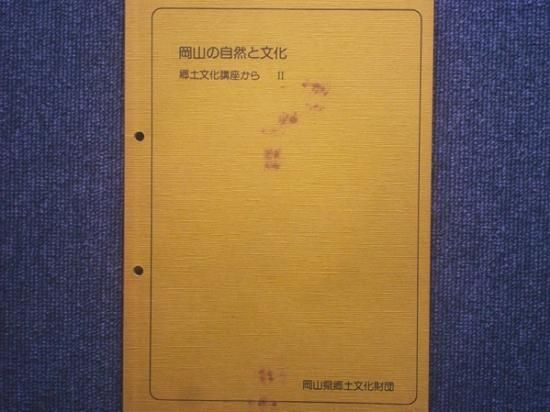 岡山の自然と文化
郷土文化講座から II
岡山県郷土文化財団